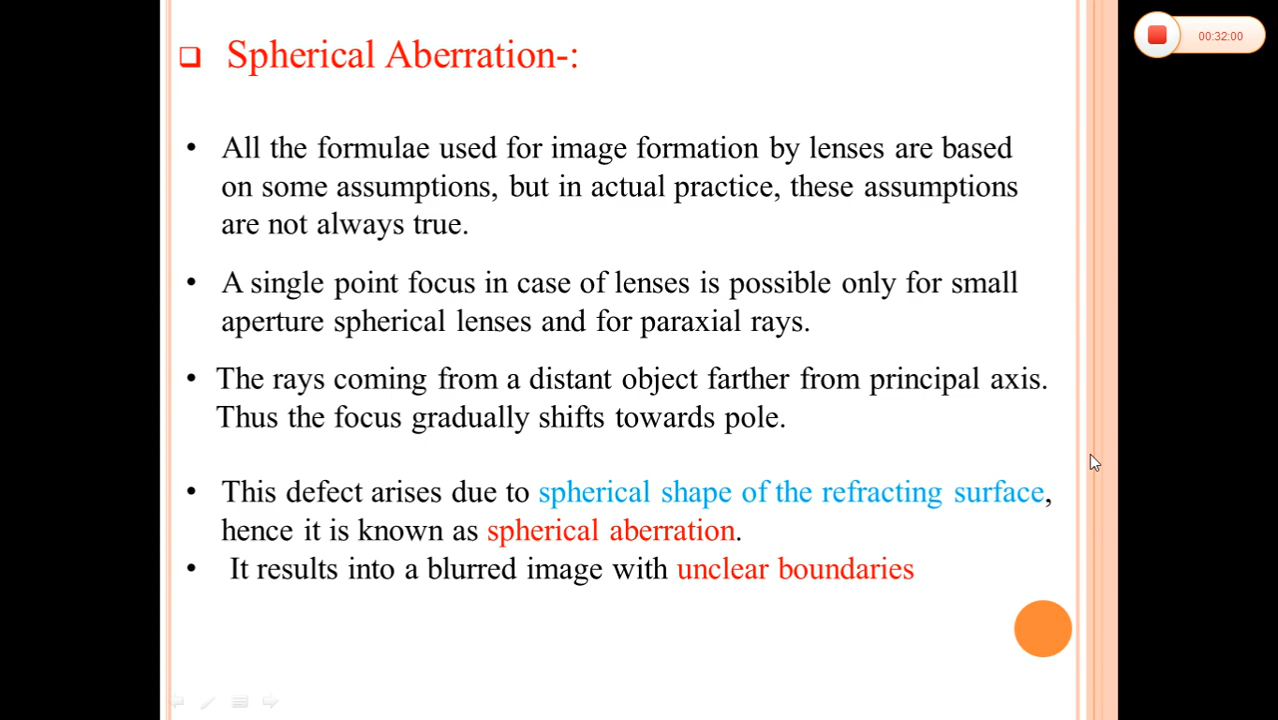 ❑ Spherical Aberration-:
00:32:00
• All the formulae used for image formation by lenses are based
on some assumptions, but in actual practice, these assumptions
are not always true.
• A single point focus in case of lenses is possible only for small
aperture spherical lenses and for paraxial rays.
• The rays coming from a distant object farther from principal axis.
Thus the focus gradually shifts towards pole.
• This defect arises due to spherical shape of the refracting surface,
hence it is known as spherical aberration.
• It results into a blurred image with unclear boundaries